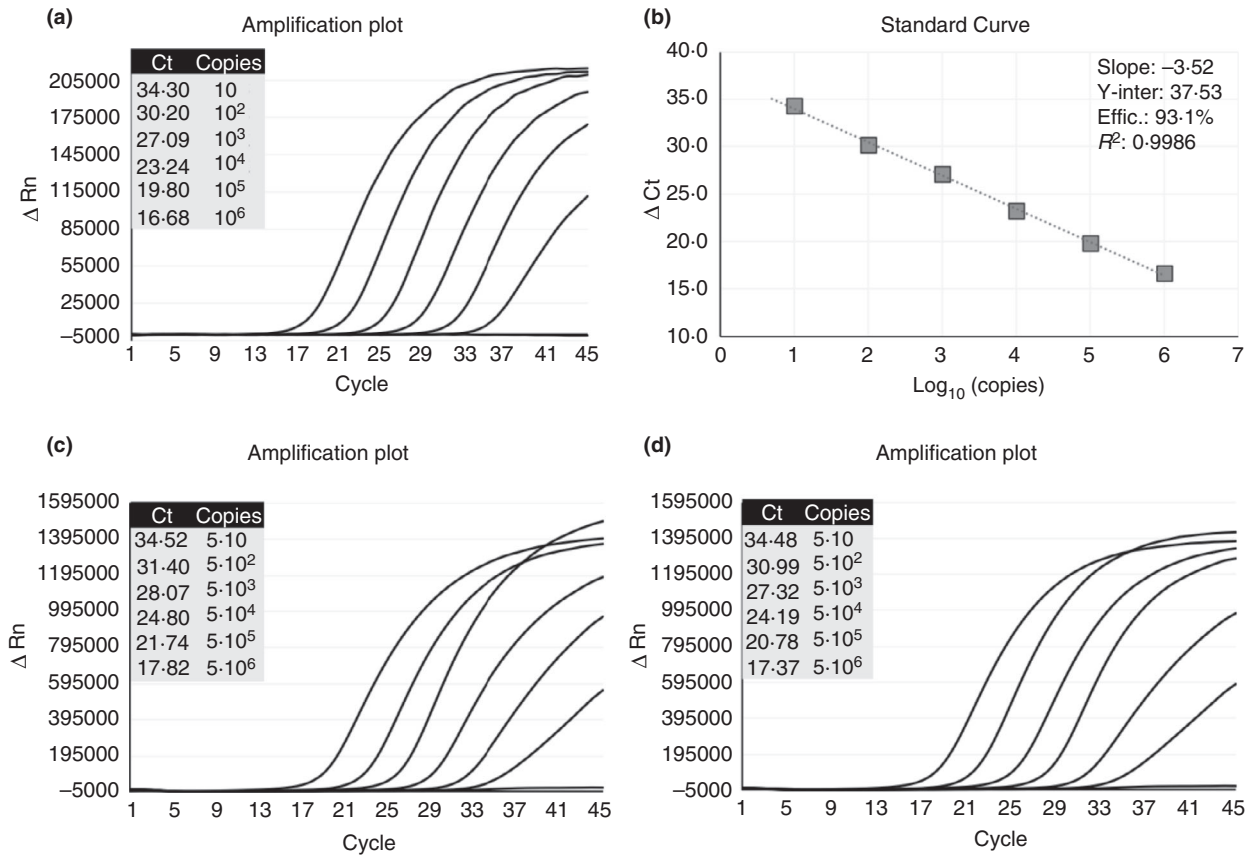 (a)
Amplification plot
Ct Copies
34·30 10
30·20 10²
27·09 10³
23·24 10⁴
19·80 10⁵
16·68 10⁶
205000
175000
145000
115000
85000
55000
25000
–5000
Δ Rn
1 5 9 13 17 21 25 29 33 37 41 45
Cycle
(b)
Standard Curve
Slope: –3·52
Y-inter: 37·53
Effic.: 93·1%
R²: 0·9986
40·0
35·0
30·0
25·0
20·0
15·0
10·0
Δ Ct
0 1 2 3 4 5 6 7
Log₁₀ (copies)
(c)
Amplification plot
Ct Copies
34·52 5·10
31·40 5·10²
28·07 5·10³
24·80 5·10⁴
21·74 5·10⁵
17·82 5·10⁶
1595000
1395000
1195000
995000
795000
595000
395000
195000
–5000
Δ Rn
1 5 9 13 17 21 25 29 33 37 41 45
Cycle
(d)
Amplification plot
Ct Copies
34·48 5·10
30·99 5·10²
27·32 5·10³
24·19 5·10⁴
20·78 5·10⁵
17·37 5·10⁶
1595000
1395000
1195000
995000
795000
595000
395000
195000
–5000
Δ Rn
1 5 9 13 17 21 25 29 33 37 41 45
Cycle